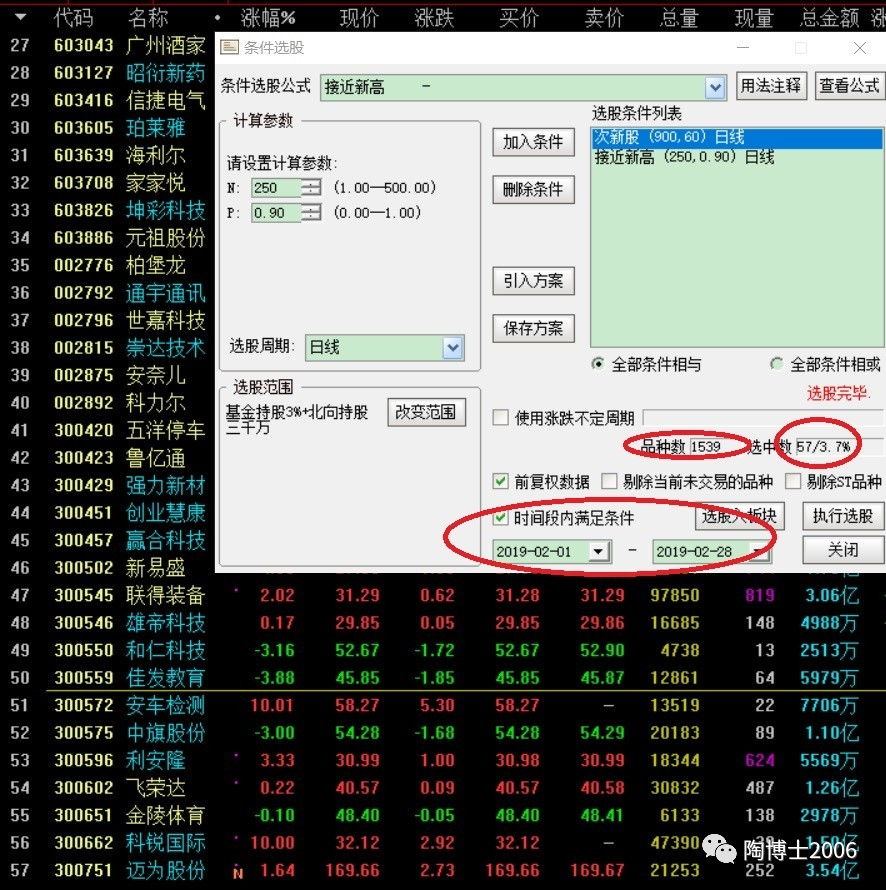 代码 名称 涨幅% 现价 涨跌 买价 卖价 总量 现量 总金额 涨
27 603043 广州酒家
条件选股
28 603127 昭衍新药
条件选股公式 接近新高 - 用法注释 查看公式
29 603416 信捷电气
计算参数 选股条件列表
30 603605 珀莱雅
加入条件 次新股 (900,60) 日线
31 603639 海利尔
请设置计算参数: 接近新高 (250,0.90) 日线
32 603708 家家悦
N: 250 (1.00—500.00) 删除条件
33 603826 坤彩科技
P: 0.90 (0.00—1.00)
34 603886 元祖股份
35 002776 柏堡龙
引入方案
36 002792 通宇通讯
37 002796 世嘉科技
保存方案
38 002815 崇达技术
选股周期: 日线
全部条件相与 全部条件相或
39 002875 安奈儿
选股范围 选股完毕.
40 002892 科力尔
基金持股3%+北向持股三千万 改变范围 使用涨跌不定周期
41 300420 五洋停车
品种数 1539 选中数 57/3.7%
42 300423 鲁亿通
43 300429 强力新材
前复权数据 剔除当前未交易的品种 剔除ST品种
44 300451 创业慧康
时间段内满足条件 选股入板块 执行选股
45 300457 赢合科技
2019-02-01 - 2019-02-28 关闭
46 300502 新易盛
47 300545 联得装备 2.02 31.29 0.62 31.28 31.29 97850 819 3.06亿
48 300546 雄帝科技 0.17 29.85 0.05 29.85 29.86 16685 148 4988万
49 300550 和仁科技 -3.16 52.67 -1.72 52.67 52.90 4738 13 2513万
50 300559 佳发教育 -3.88 45.85 -1.85 45.85 45.87 12861 64 5979万
51 300572 安车检测 10.01 58.27 5.30 58.27 — 13519 22 7706万
52 300575 中旗股份 -3.00 54.28 -1.68 54.28 54.29 20183 89 1.10亿
53 300596 利安隆 3.33 30.99 1.00 30.98 30.99 18344 624 5569万
54 300602 飞荣达 0.22 40.57 0.09 40.57 40.58 30832 487 1.26亿
55 300651 金陵体育 -0.10 48.40 -0.05 48.40 48.41 6133 138 2978万
56 300662 科锐国际 10.00 32.12 2.92 32.12 — 47390 1.50亿
陶博士2006
57 300751 迈为股份 N 1.64 169.66 2.73 169.66 169.67 21253 252 3.54亿